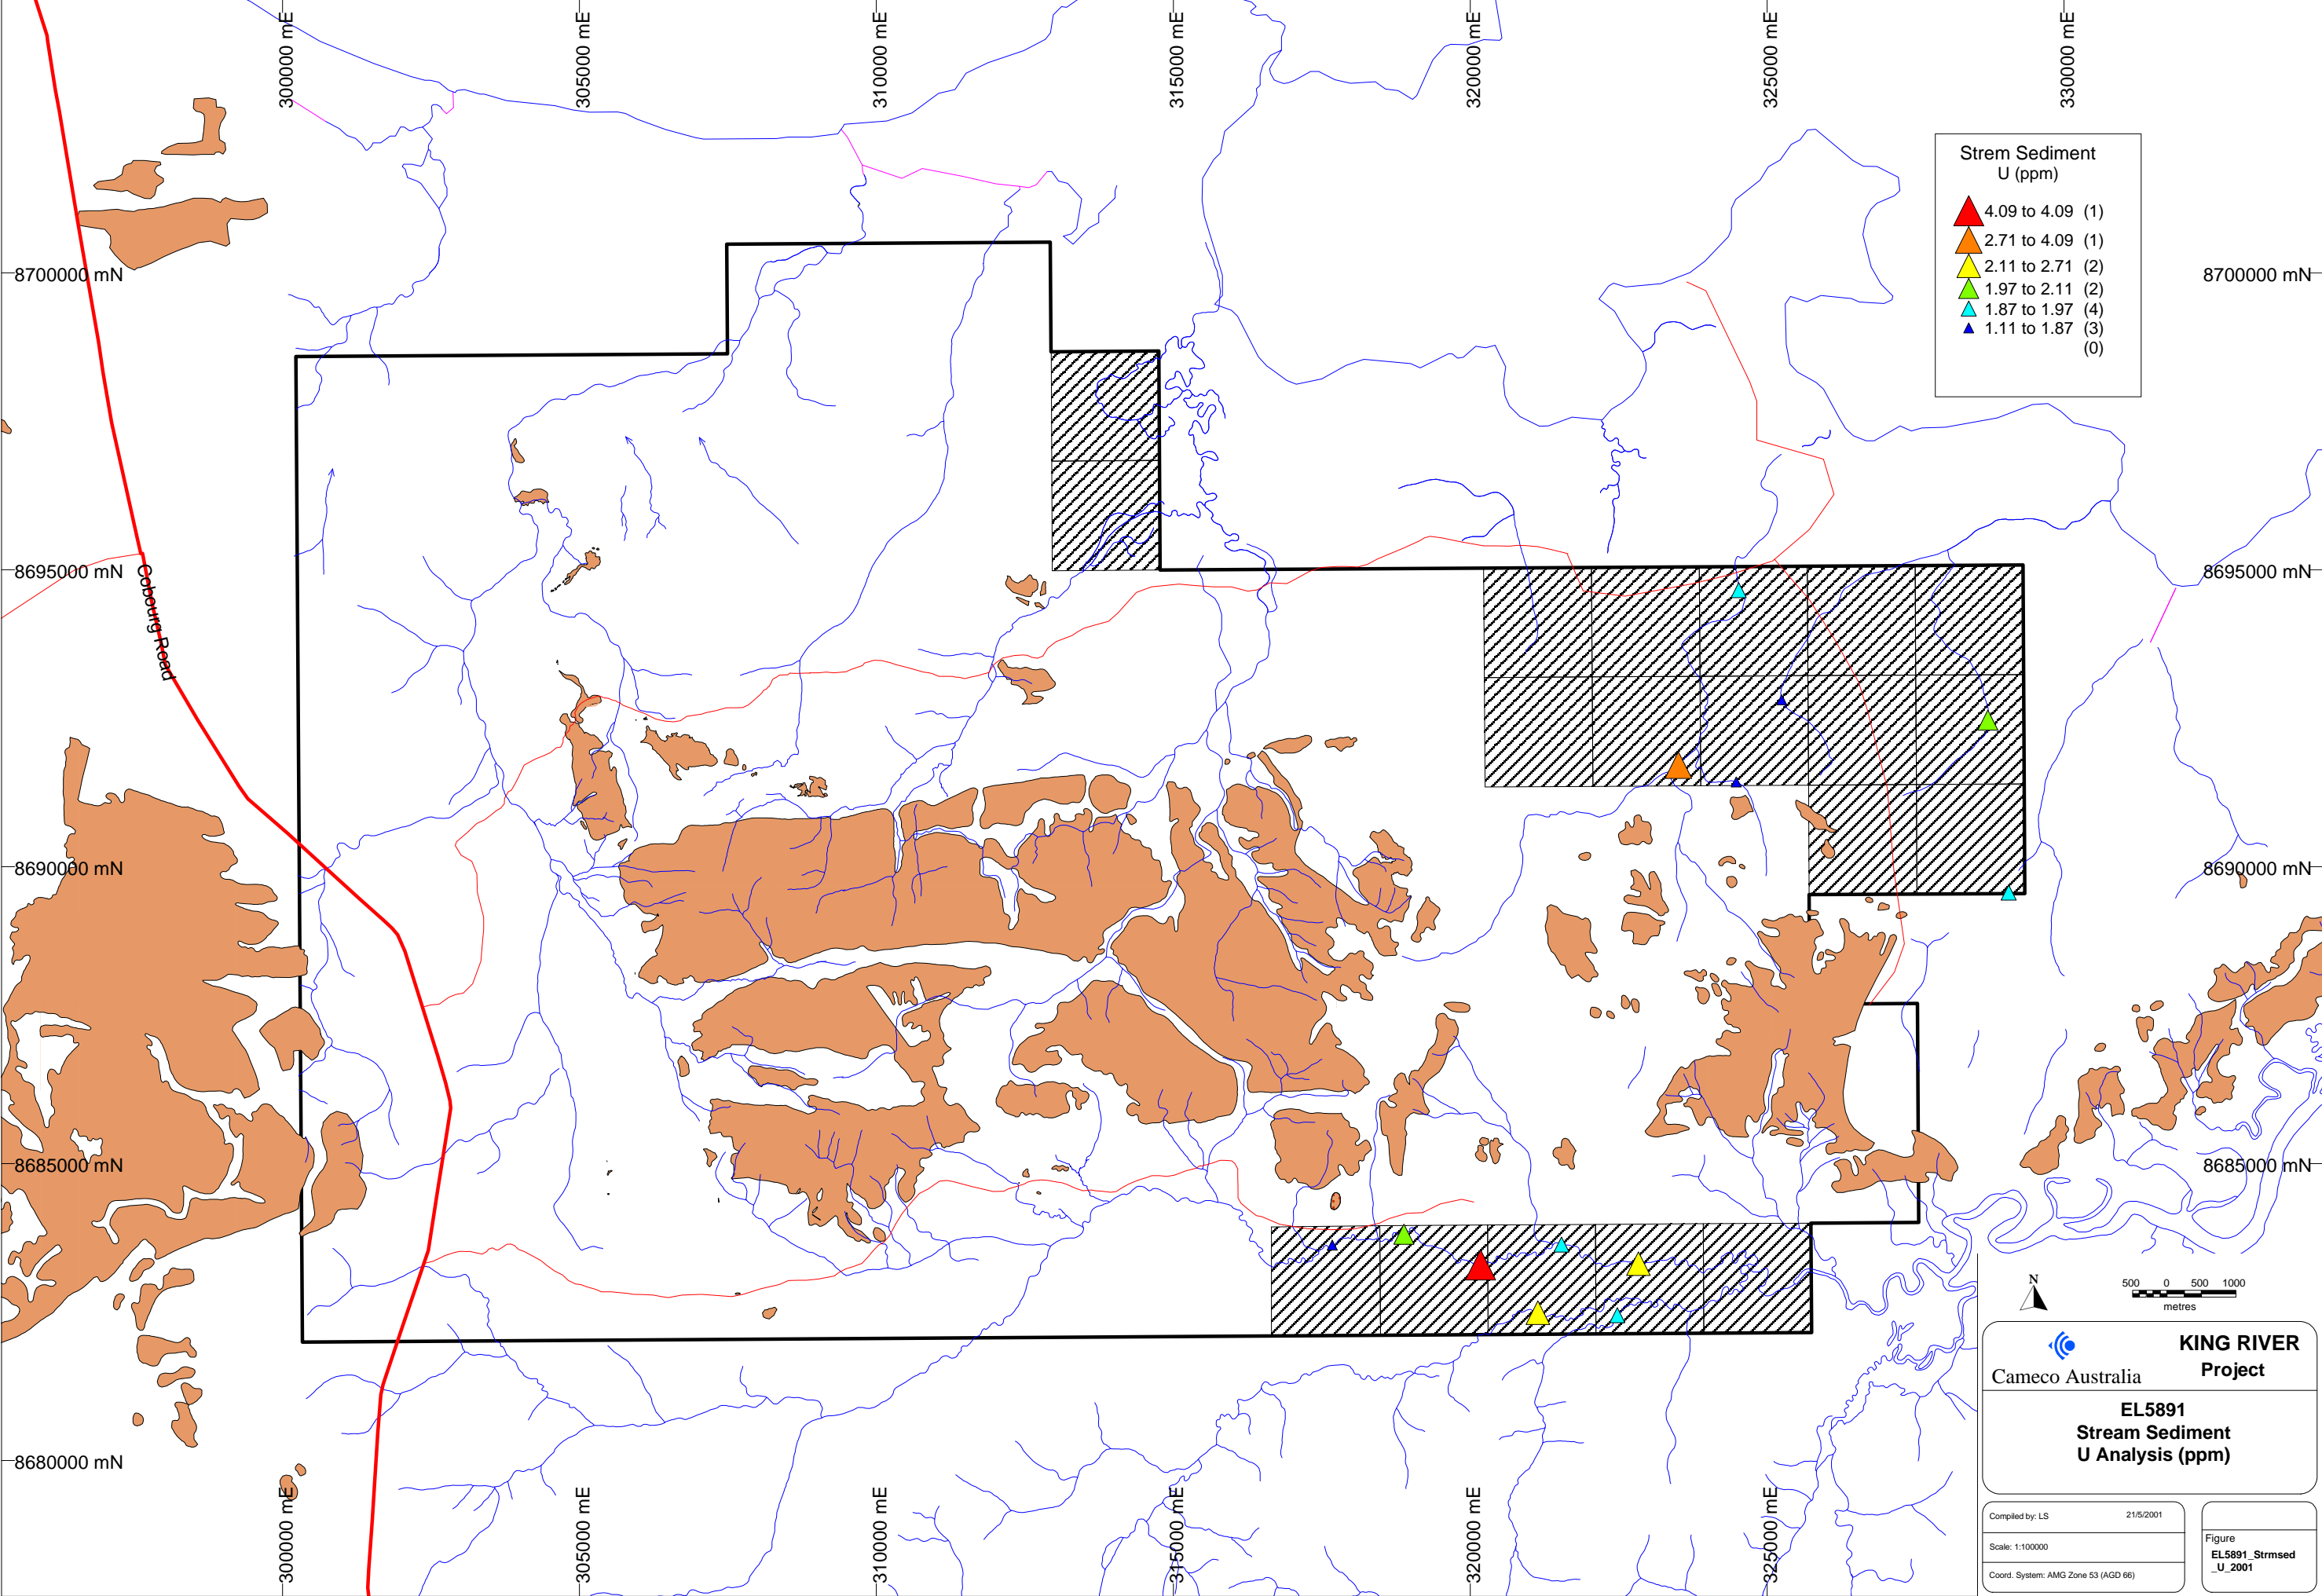 300000 mE
305000 mE
310000 mE
315000 mE
320000 mE
325000 mE
330000 mE
Strem Sediment
U (ppm)
4.09 to 4.09 (1)
2.71 to 4.09 (1)
2.11 to 2.71 (2)
1.97 to 2.11 (2)
1.87 to 1.97 (4)
1.11 to 1.87 (3)
(0)
8700000 mN
8700000 mN
8695000 mN
8695000 mN
Cobourg Road
8690000 mN
8690000 mN
8685000 mN
8685000 mN
8680000 mN
N
500 0 500 1000
metres
KING RIVER
Project
Cameco Australia
EL5891
Stream Sediment
U Analysis (ppm)
Compiled by: LS 21/5/2001
Scale: 1:100000
Coord. System: AMG Zone 53 (AGD 66)
Figure
EL5891_Strmsed
_U_2001
300000 mE
305000 mE
310000 mE
315000 mE
320000 mE
325000 mE